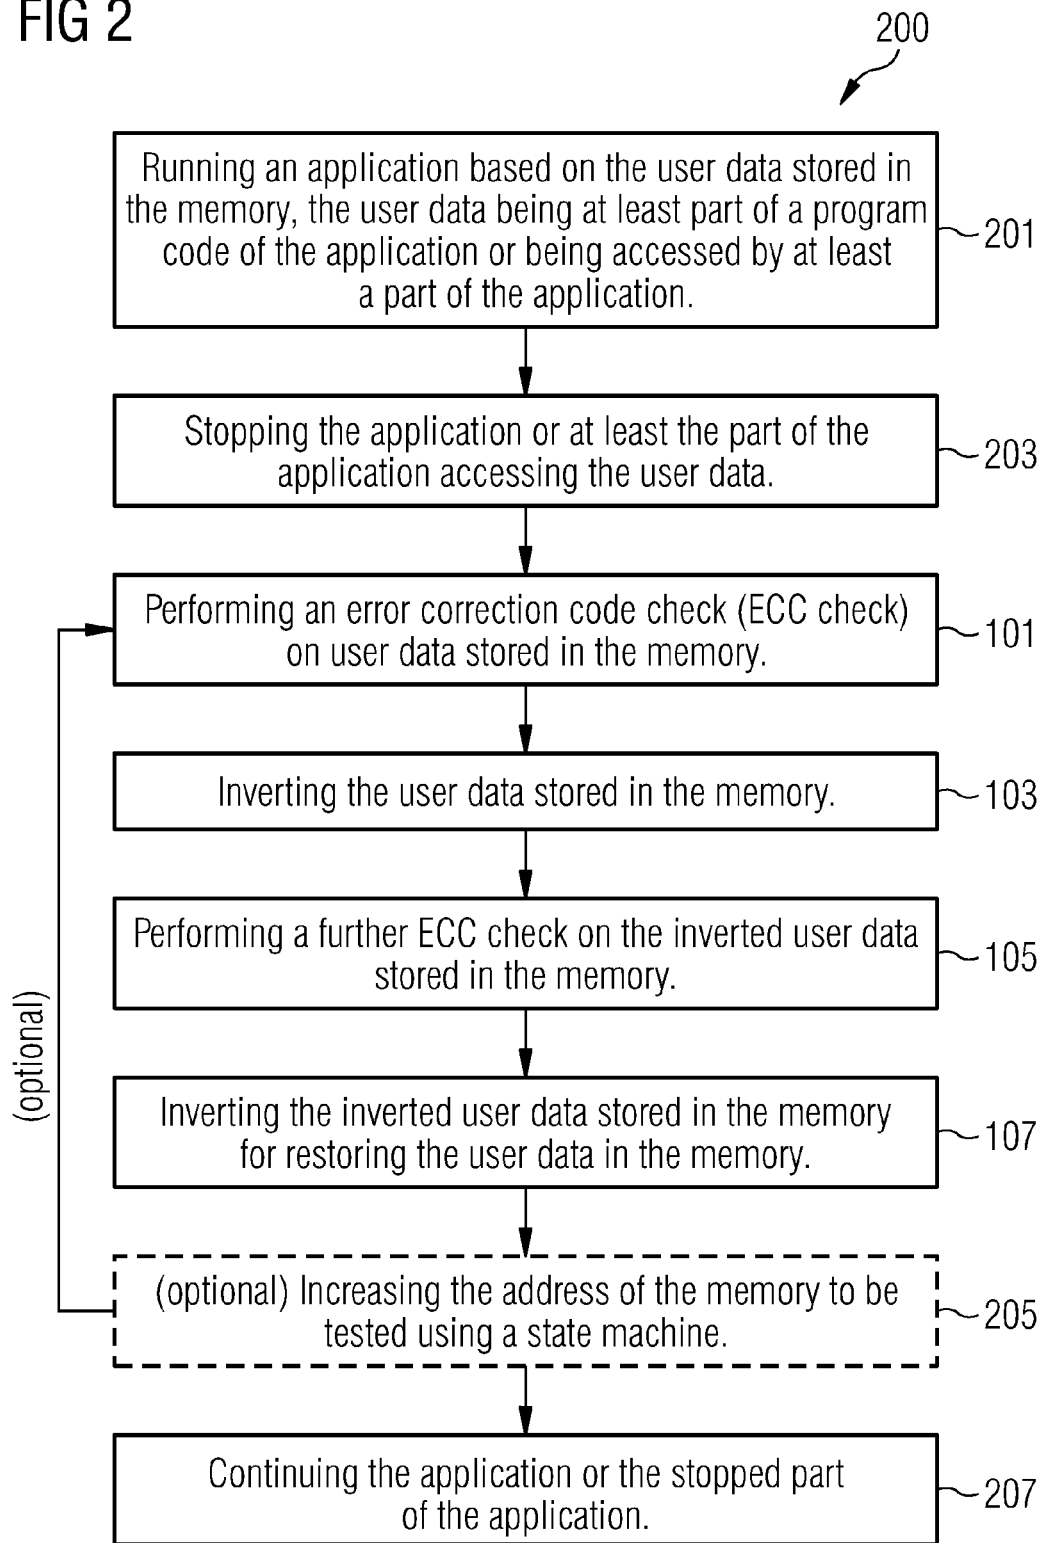 FIG 2
200
Running an application based on the user data stored in
the memory, the user data being at least part of a program
code of the application or being accessed by at least
a part of the application.
201
Stopping the application or at least the part of the
application accessing the user data.
203
Performing an error correction code check (ECC check)
on user data stored in the memory.
101
Inverting the user data stored in the memory.
103
Performing a further ECC check on the inverted user data
stored in the memory.
105
(optional)
Inverting the inverted user data stored in the memory
for restoring the user data in the memory.
107
(optional) Increasing the address of the memory to be
tested using a state machine.
205
Continuing the application or the stopped part
of the application.
207